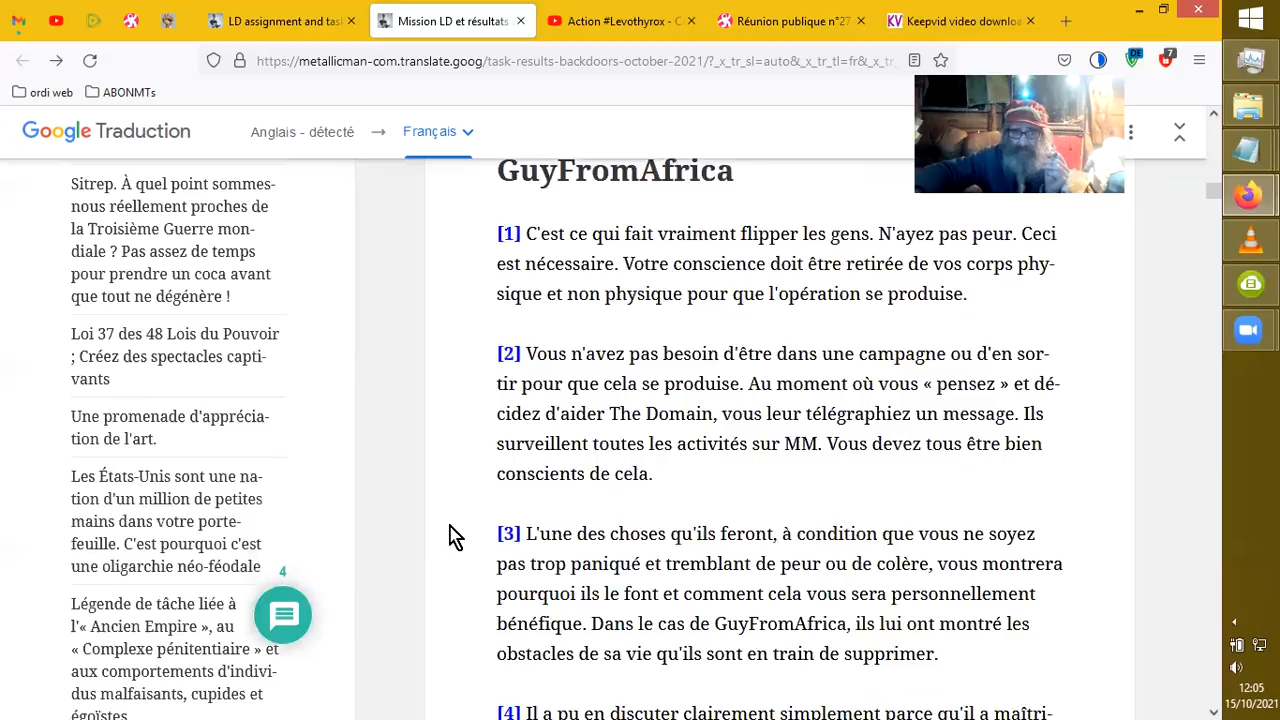 LD assignment and tas
Mission LD et résultats
Action #Levothyrox - C
Réunion publique n°27
KV Keepvid video downloa
https://metallicman-com.translate.goog/task-results-backdoors-october-2021/?_x_tr_sl=auto&_x_tr_tl=fr&_x_tr_
DE
7
ordi web
ABONMTs
Google Traduction
Anglais - détecté
Français
Sitrep. À quel point sommes-
nous réellement proches de
la Troisième Guerre mon-
diale ? Pas assez de temps
pour prendre un coca avant
que tout ne dégénère !
Loi 37 des 48 Lois du Pouvoir
; Créez des spectacles capti-
vants
Une promenade d'apprécia-
tion de l'art.
Les États-Unis sont une na-
tion d'un million de petites
mains dans votre porte-
feuille. C'est pourquoi c'est
une oligarchie néo-féodale
Légende de tâche liée à
l'« Ancien Empire », au
« Complexe pénitentiaire » et
aux comportements d'indivi-
dus malfaisants, cupides et
égoïstes
4
GuyFromAfrica
[1] C'est ce qui fait vraiment flipper les gens. N'ayez pas peur. Ceci
est nécessaire. Votre conscience doit être retirée de vos corps phy-
sique et non physique pour que l'opération se produise.
[2] Vous n'avez pas besoin d'être dans une campagne ou d'en sor-
tir pour que cela se produise. Au moment où vous « pensez » et dé-
cidez d'aider The Domain, vous leur télégraphiez un message. Ils
surveillent toutes les activités sur MM. Vous devez tous être bien
conscients de cela.
[3] L'une des choses qu'ils feront, à condition que vous ne soyez
pas trop paniqué et tremblant de peur ou de colère, vous montrera
pourquoi ils le font et comment cela vous sera personnellement
bénéfique. Dans le cas de GuyFromAfrica, ils lui ont montré les
obstacles de sa vie qu'ils sont en train de supprimer.
[4] Il a pu en discuter clairement simplement parce qu'il a maîtri-
12:05
15/10/2021